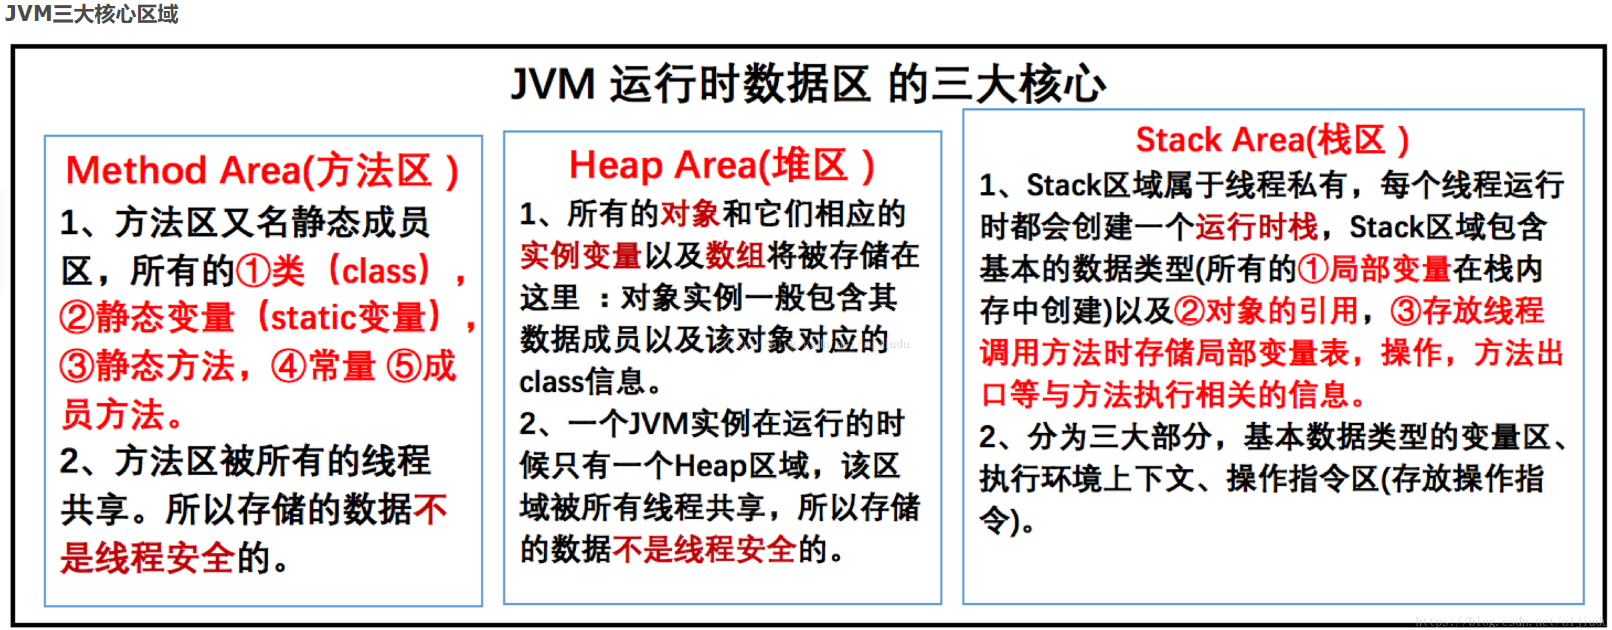 JVM三大核心区域
JVM 运行时数据区 的三大核心
Method Area(方法区 )
1、方法区又名静态成员
区，所有的①类（class），
②静态变量（static变量），
③静态方法，④常量 ⑤成
员方法。
2、方法区被所有的线程
共享。所以存储的数据不
是线程安全的。
Heap Area(堆区 )
1、所有的对象和它们相应的
实例变量以及数组将被存储在
这里 ：对象实例一般包含其
数据成员以及该对象对应的
class信息。
2、一个JVM实例在运行的时
候只有一个Heap区域，该区
域被所有线程共享，所以存储
的数据不是线程安全的。
Stack Area(栈区 )
1、Stack区域属于线程私有，每个线程运行
时都会创建一个运行时栈，Stack区域包含
基本的数据类型(所有的①局部变量在栈内
存中创建)以及②对象的引用，③存放线程
调用方法时存储局部变量表，操作，方法出
口等与方法执行相关的信息。
2、分为三大部分，基本数据类型的变量区、
执行环境上下文、操作指令区(存放操作指
令)。